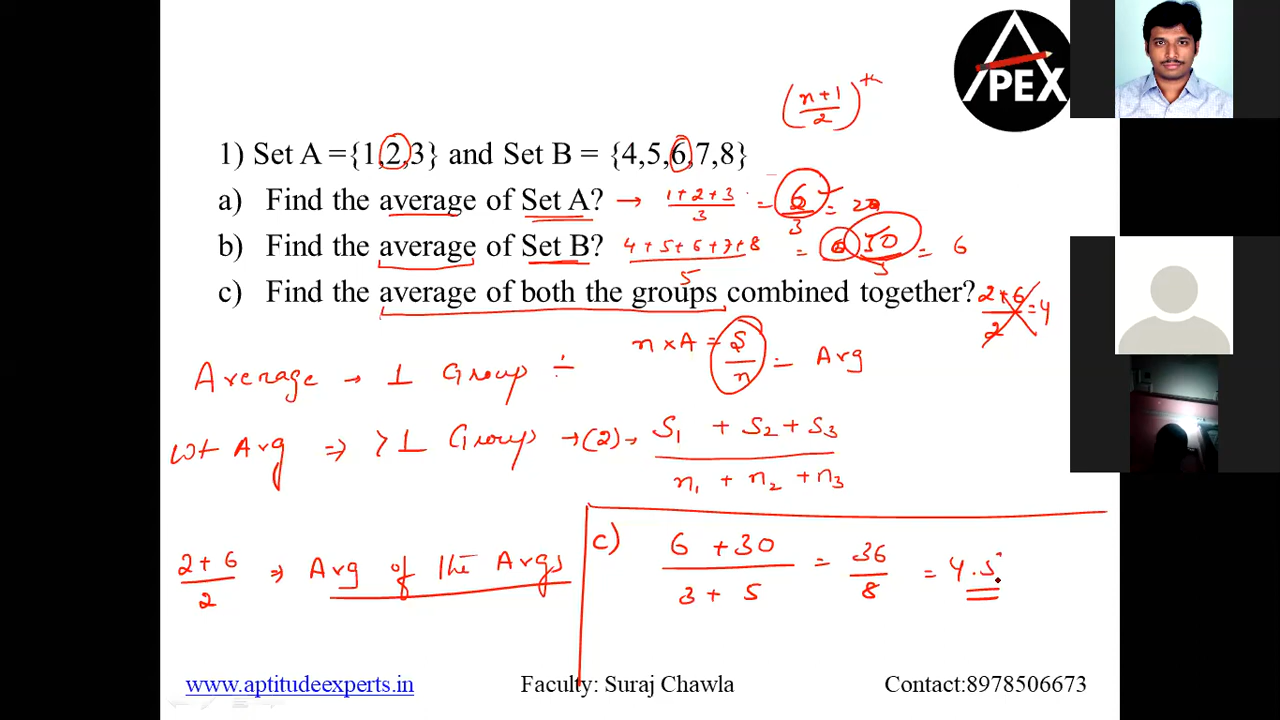 APEX
(n+1/2)th
1) Set A ={1,2,3} and Set B = {4,5,6,7,8}
a) Find the average of Set A? → 1+2+3/3 = 6/3 = 2
b) Find the average of Set B? 4+5+6+7+8/5 = 30/5 = 6
c) Find the average of both the groups combined together? 2+6/2 = 4
n × A = S/n = Avg
Average → 1 Group ÷
Wt Avg ⇒ >1 Group → (2) → S1 + S2 + S3 / n1 + n2 + n3
2+6/2 ⇒ Avg of the Avgs
c) 6 + 30 / 3 + 5 = 36/8 = 4.5
www.aptitudeexperts.in Faculty: Suraj Chawla Contact:8978506673